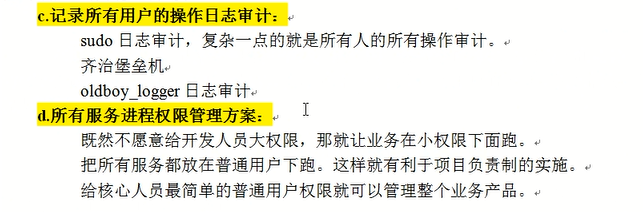 c.记录所有用户的操作日志审计：
sudo 日志审计，复杂一点的就是所有人的所有操作审计。
齐治堡垒机
oldboy_logger 日志审计
d.所有服务进程权限管理方案：
既然不愿意给开发人员大权限，那就让业务在小权限下面跑。
把所有服务都放在普通用户下跑。这样就有利于项目负责制的实施。
给核心人员最简单的普通用户权限就可以管理整个业务产品。